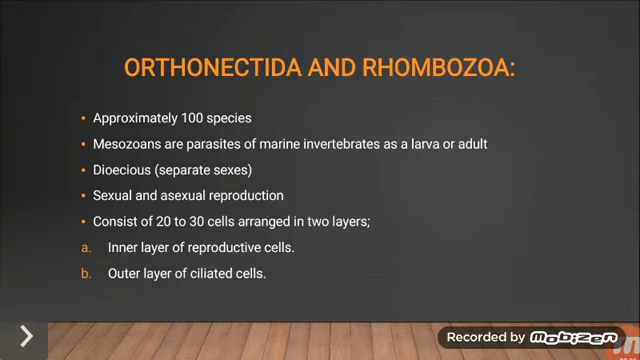 ORTHONECTIDA AND RHOMBOZOA:
• Approximately 100 species
• Mesozoans are parasites of marine invertebrates as a larva or adult
• Dioecious (separate sexes)
• Sexual and asexual reproduction
• Consist of 20 to 30 cells arranged in two layers;
a. Inner layer of reproductive cells.
b. Outer layer of ciliated cells.
Recorded by Mobizen